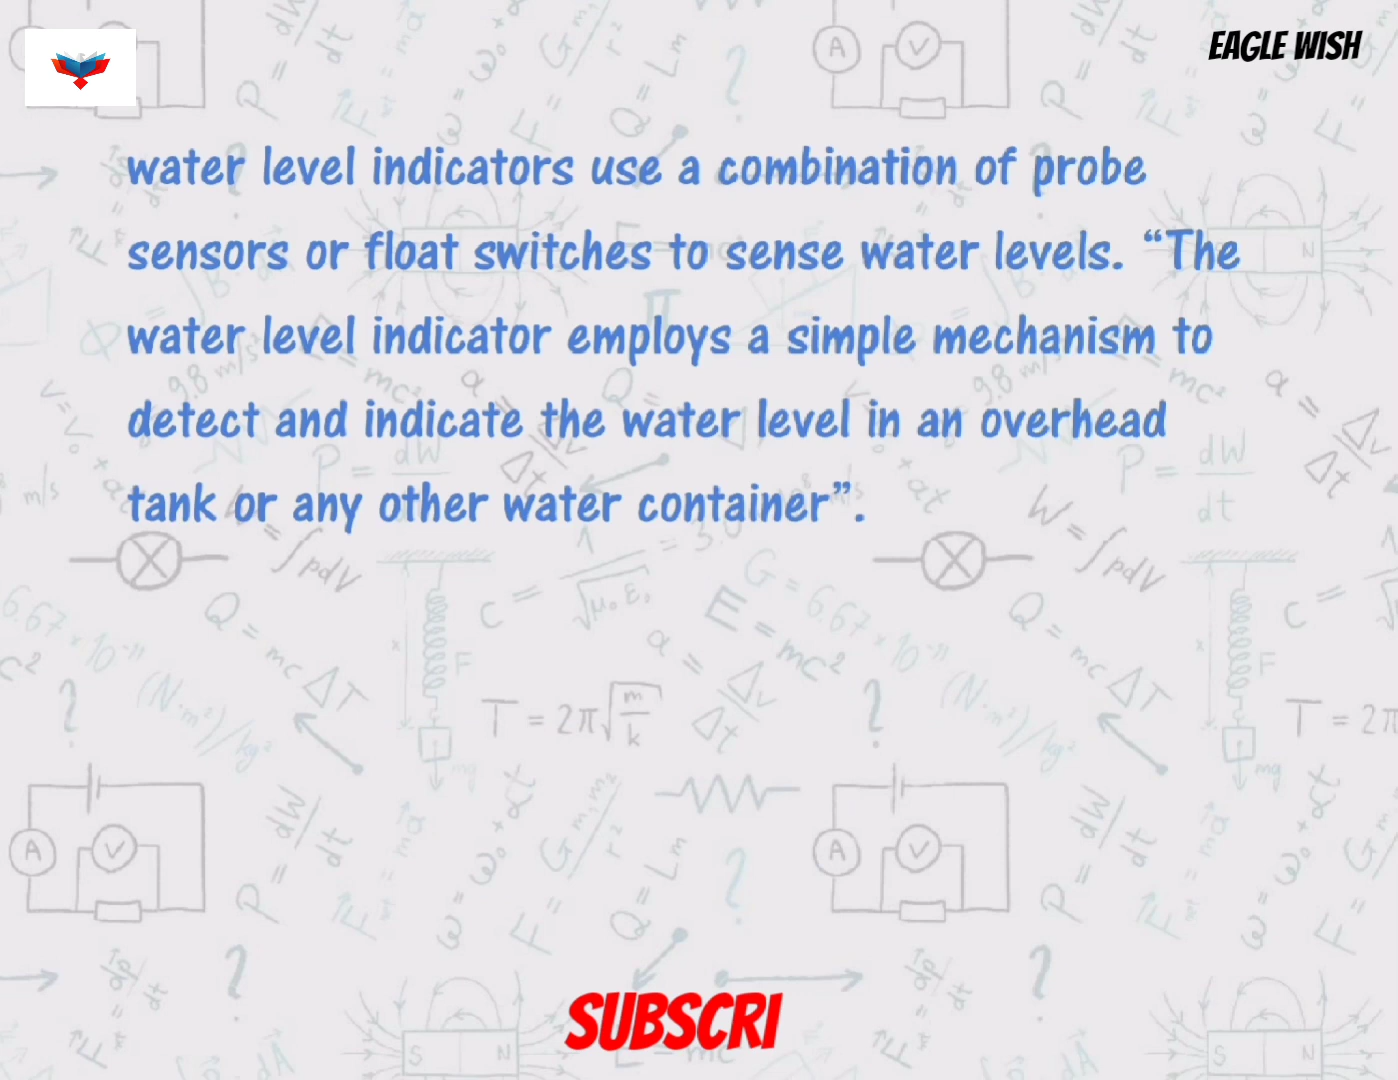 EAGLE WISH
water level indicators use a combination of probe
sensors or float switches to sense water levels. “The
water level indicator employs a simple mechanism to
detect and indicate the water level in an overhead
tank or any other water container”.
SUBSCRI